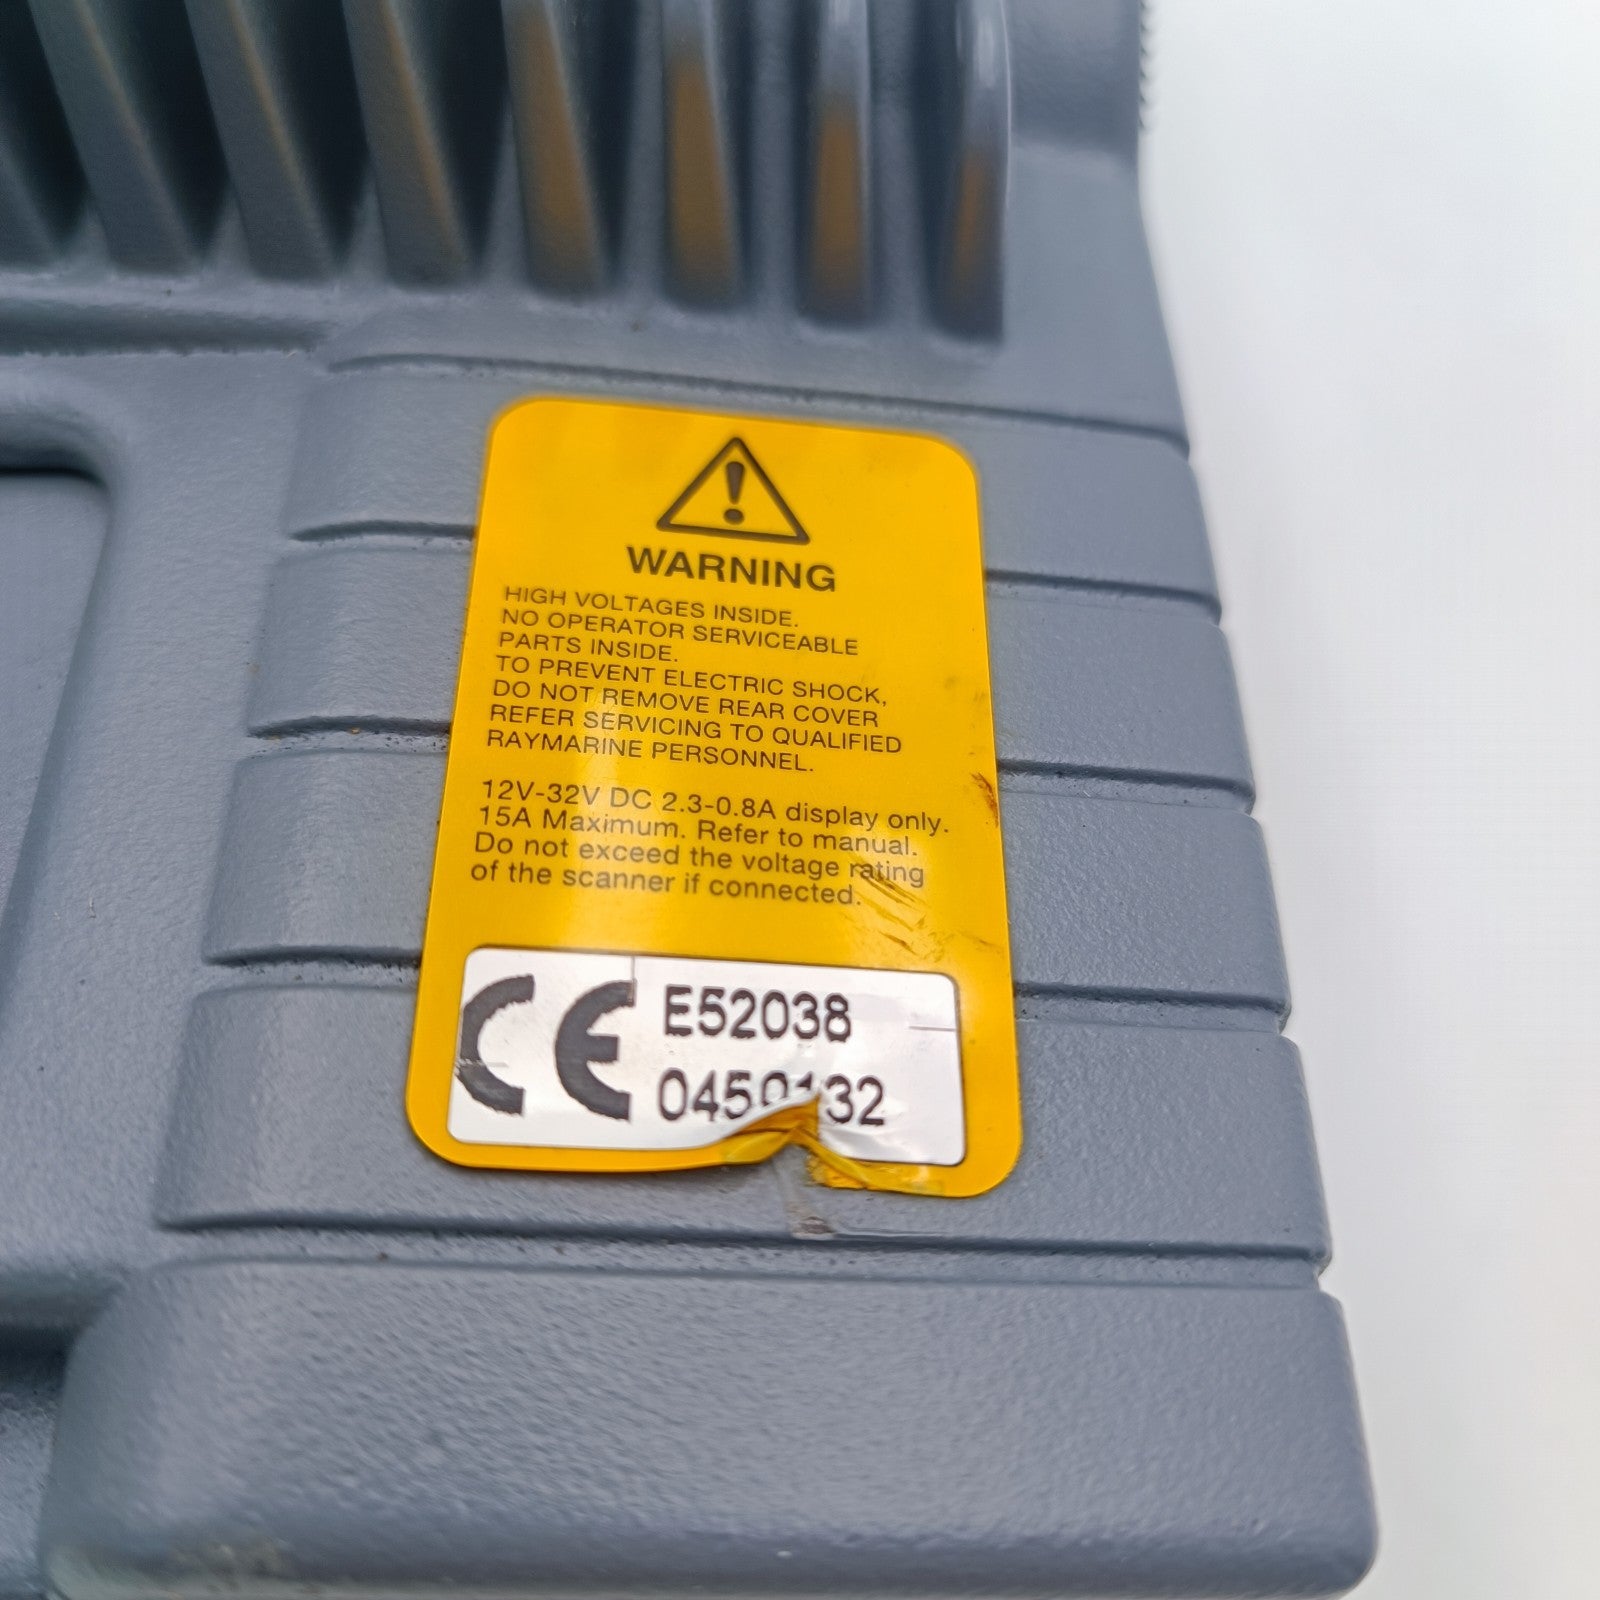 WARNING
HIGH VOLTAGES INSIDE.
NO OPERATOR SERVICEABLE
PARTS INSIDE.
TO PREVENT ELECTRIC SHOCK,
DO NOT REMOVE REAR COVER
REFER SERVICING TO QUALIFIED
RAYMARINE PERSONNEL.
12V-32V DC 2.3-0.8A display only.
15A Maximum. Refer to manual.
Do not exceed the voltage rating
of the scanner if connected.
CE E52038
0450132